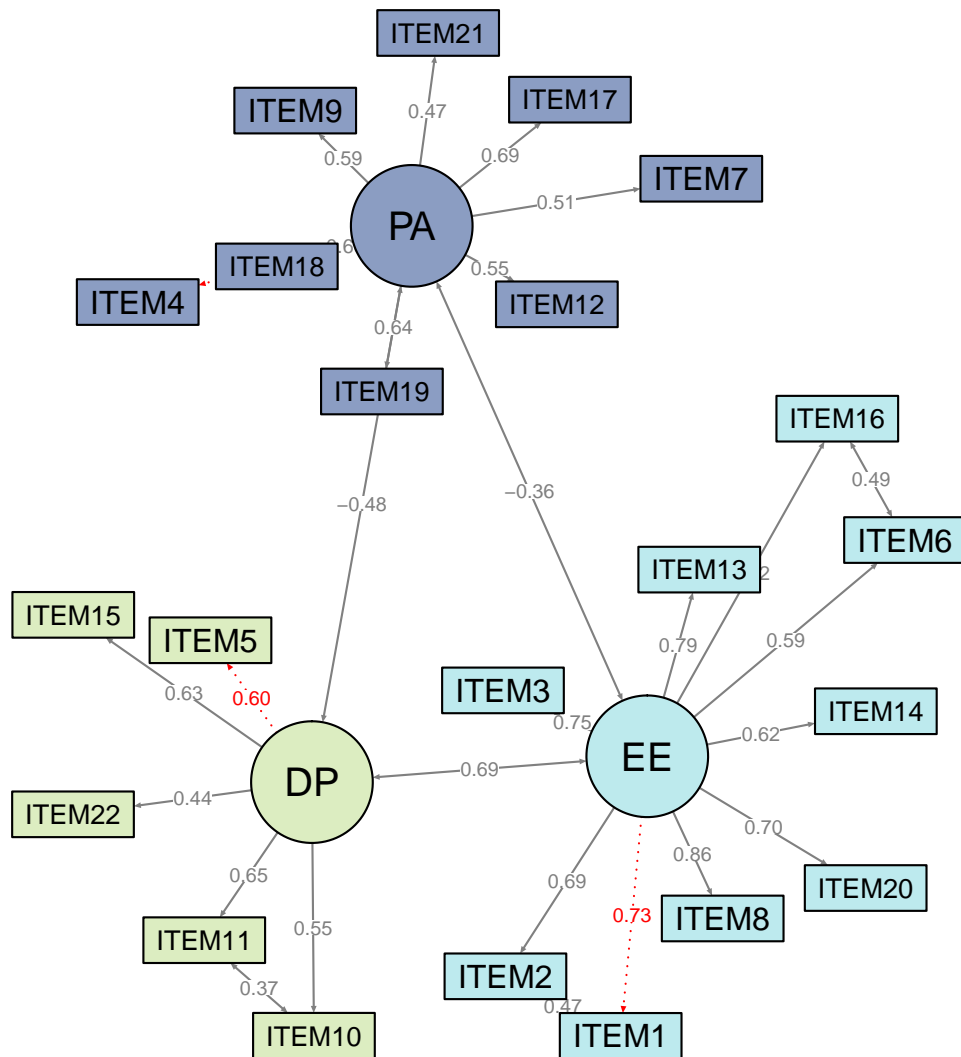 ITEM21
ITEM17
ITEM9
0.47
0.59
0.69
ITEM7
0.51
PA
ITEM18
0.55
ITEM4
ITEM12
0.64
ITEM19
ITEM16
0.49
−0.36
−0.48
ITEM6
ITEM13
ITEM15
ITEM5
0.79
0.59
ITEM3
0.63
0.60
0.75
ITEM14
0.62
EE
DP
0.69
0.44
ITEM22
0.70
0.86
0.65
0.69
ITEM20
0.73
ITEM8
0.55
ITEM11
ITEM2
0.37
0.47
ITEM10
ITEM1